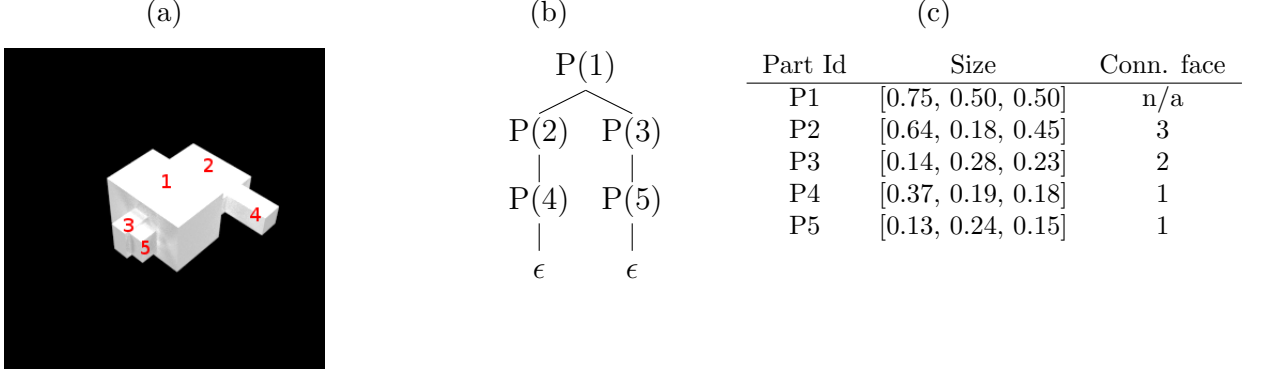 (a)
1
2
3
4
5
(b)
P(1)
P(2) P(3)
P(4) P(5)
ϵ ϵ
(c)
Part Id Size Conn. face
P1 [0.75, 0.50, 0.50] n/a
P2 [0.64, 0.18, 0.45] 3
P3 [0.14, 0.28, 0.23] 2
P4 [0.37, 0.19, 0.18] 1
P5 [0.13, 0.24, 0.15] 1